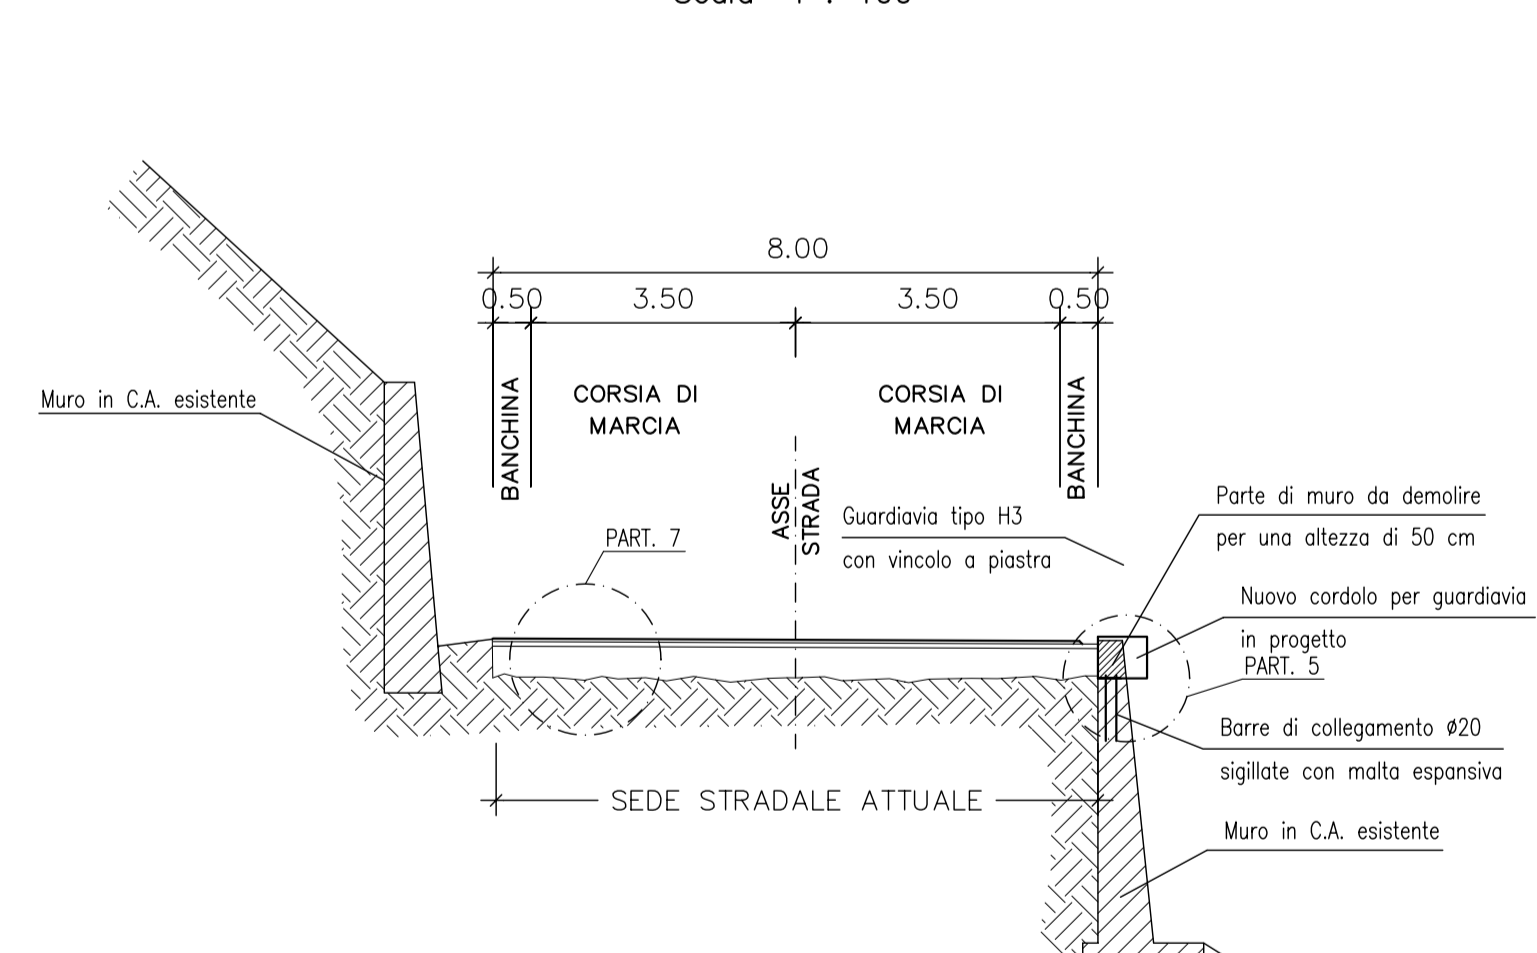 8.00
0.50 3.50 3.50 0.50
BANCHINA
CORSIA DI
MARCIA
ASSE
STRADA
CORSIA DI
MARCIA
BANCHINA
Muro in C.A. esistente
PART. 7
Guardiavia tipo H3
con vincolo a piastra
Parte di muro da demolire
per una altezza di 50 cm
Nuovo cordolo per guardiavia
in progetto
PART. 5
Barre di collegamento ø20
sigillate con malta espansiva
SEDE STRADALE ATTUALE
Muro in C.A. esistente